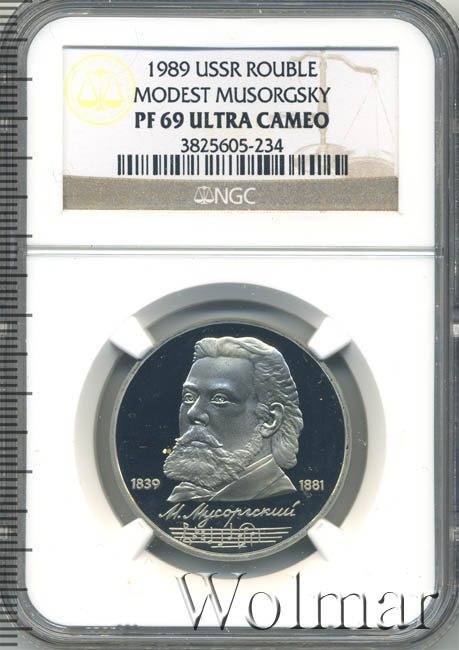 1989 USSR ROUBLE
MODEST MUSORGSKY
PF 69 ULTRA CAMEO
3825605-234
NGC
1839 1881
М. Мусоргский
Wolmar